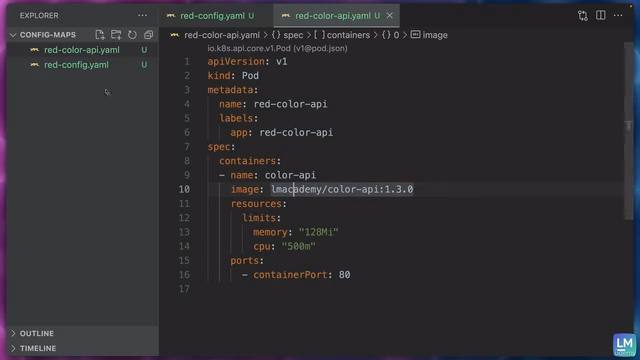 EXPLORER
CONFIG-MAPS
red-color-api.yaml U
red-config.yaml U
OUTLINE
TIMELINE
red-config.yaml U
red-color-api.yaml U
red-color-api.yaml > {} spec > [ ] containers > {} 0 > image
io.k8s.api.core.v1.Pod (v1@pod.json)
1 apiVersion: v1
2 kind: Pod
3 metadata:
4 name: red-color-api
5 labels:
6 app: red-color-api
7 spec:
8 containers:
9 - name: color-api
10 image: lmacademy/color-api:1.3.0
11 resources:
12 limits:
13 memory: "128Mi"
14 cpu: "500m"
15 ports:
16 - containerPort: 80
17
LM